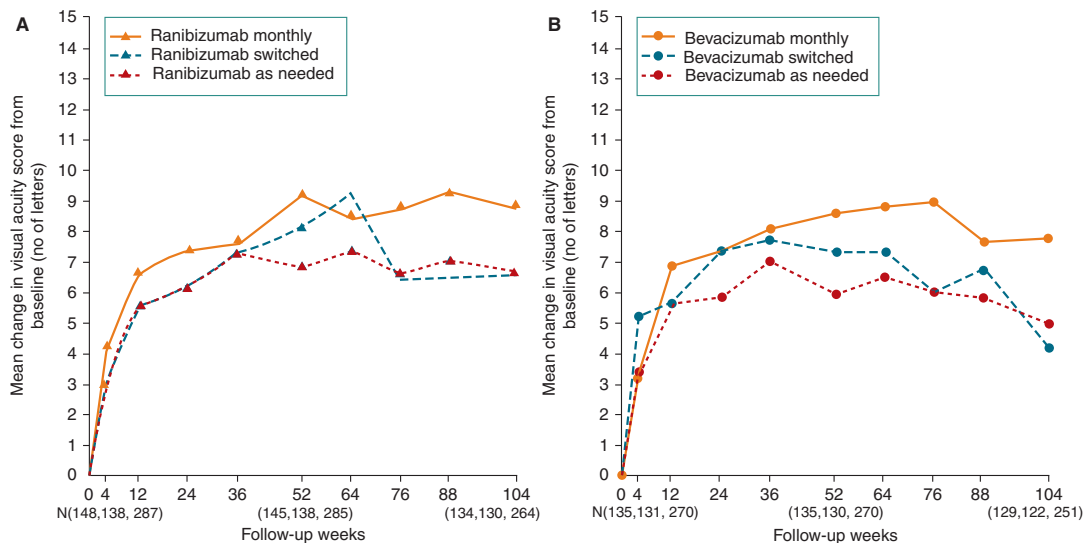 A
Ranibizumab monthly
Ranibizumab switched
Ranibizumab as needed
Mean change in visual acuity score from
baseline (no of letters)
15
14
13
12
11
10
9
8
7
6
5
4
3
2
1
0
0 4 12 24 36 52 64 76 88 104
N(148,138, 287) (145,138, 285) (134,130, 264)
Follow-up weeks
B
Bevacizumab monthly
Bevacizumab switched
Bevacizumab as needed
Mean change in visual acuity score from
baseline (no of letters)
15
14
13
12
11
10
9
8
7
6
5
4
3
2
1
0
0 4 12 24 36 52 64 76 88 104
N(135,131, 270) (135,130, 270) (129,122, 251)
Follow-up weeks